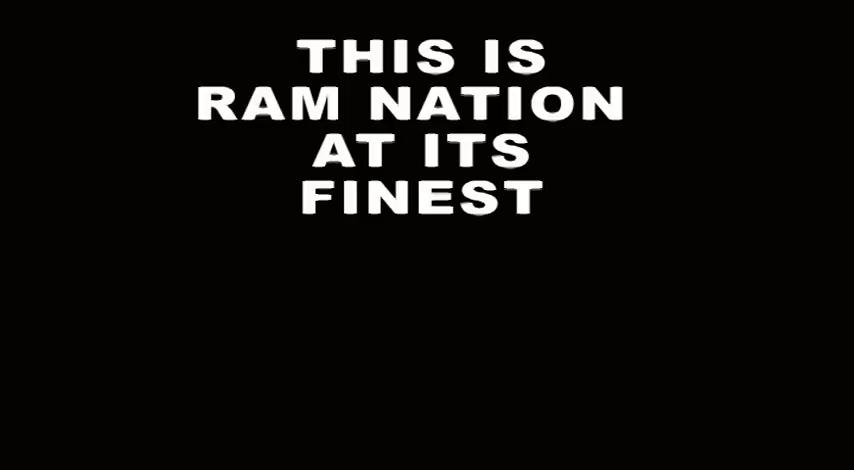 THIS IS
RAM NATION
AT ITS
FINEST